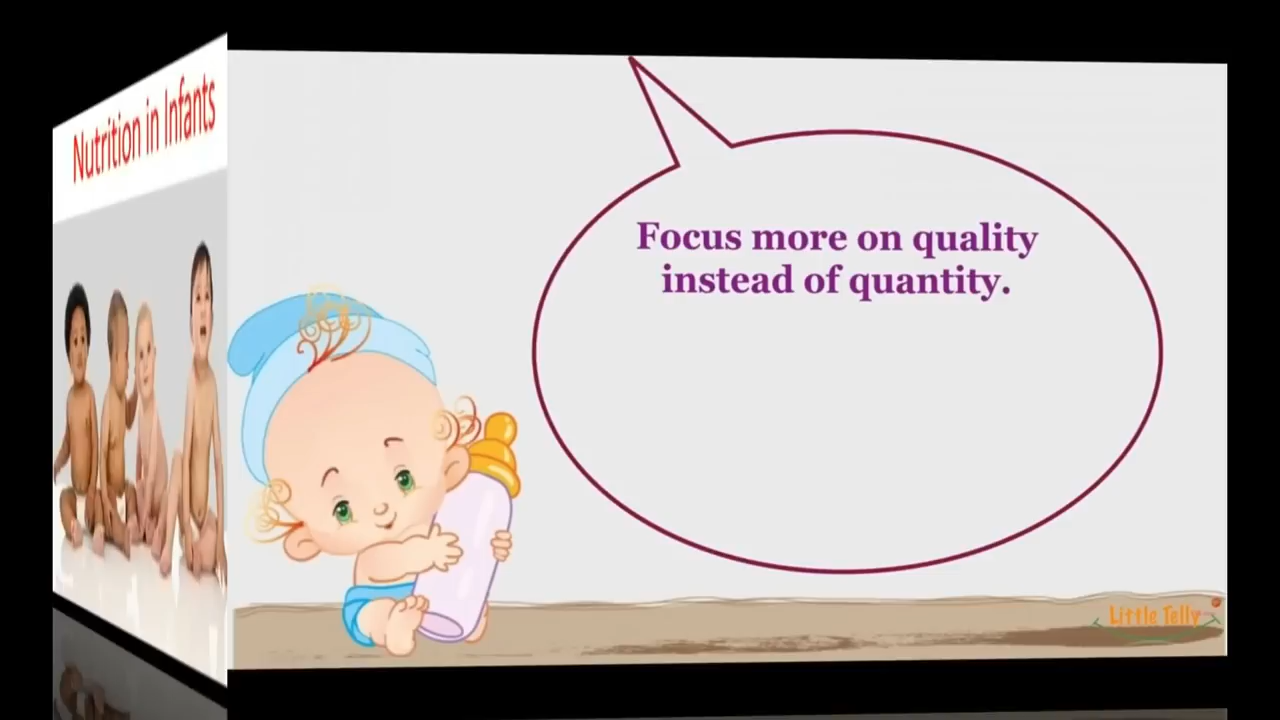 Nutrition in Infants
Focus more on quality
instead of quantity.
Little Telly